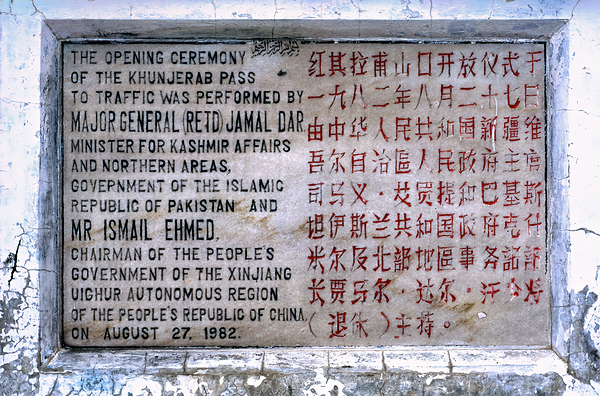 THE OPENING CEREMONY
OF THE KHUNJERAB PASS
TO TRAFFIC WAS PERFORMED BY
MAJOR GENERAL (RETD) JAMAL DAR,
MINISTER FOR KASHMIR AFFAIRS
AND NORTHERN AREAS,
GOVERNMENT OF THE ISLAMIC
REPUBLIC OF PAKISTAN AND
MR ISMAIL EHMED,
CHAIRMAN OF THE PEOPLE'S
GOVERNMENT OF THE XINJIANG
UIGHUR AUTONOMOUS REGION
OF THE PEOPLE'S REPUBLIC OF CHINA,
ON AUGUST 27, 1982.
红其拉甫山口开放仪式于
一九八二年八月二十七日
由中华人民共和国新疆维
吾尔自治區人民政府主席
司马义·艾買提和巴基斯
坦伊斯兰共和国政府克什
米尔及北部地區事务部部
长贾马尔·达尔·汗少将
(退休)主持。